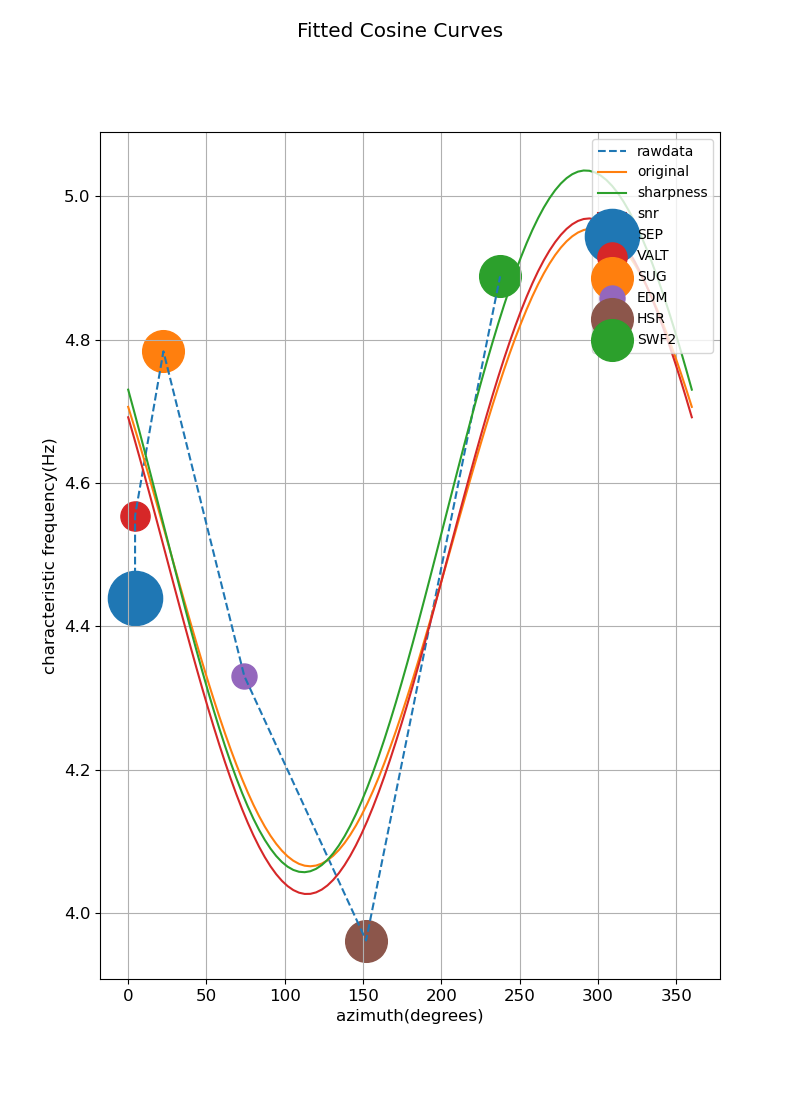 Fitted Cosine Curves
rawdata
original
sharpness
snr
SEP
VALT
SUG
EDM
HSR
SWF2
characteristic frequency(Hz)
5.0
4.8
4.6
4.4
4.2
4.0
0 50 100 150 200 250 300 350
azimuth(degrees)